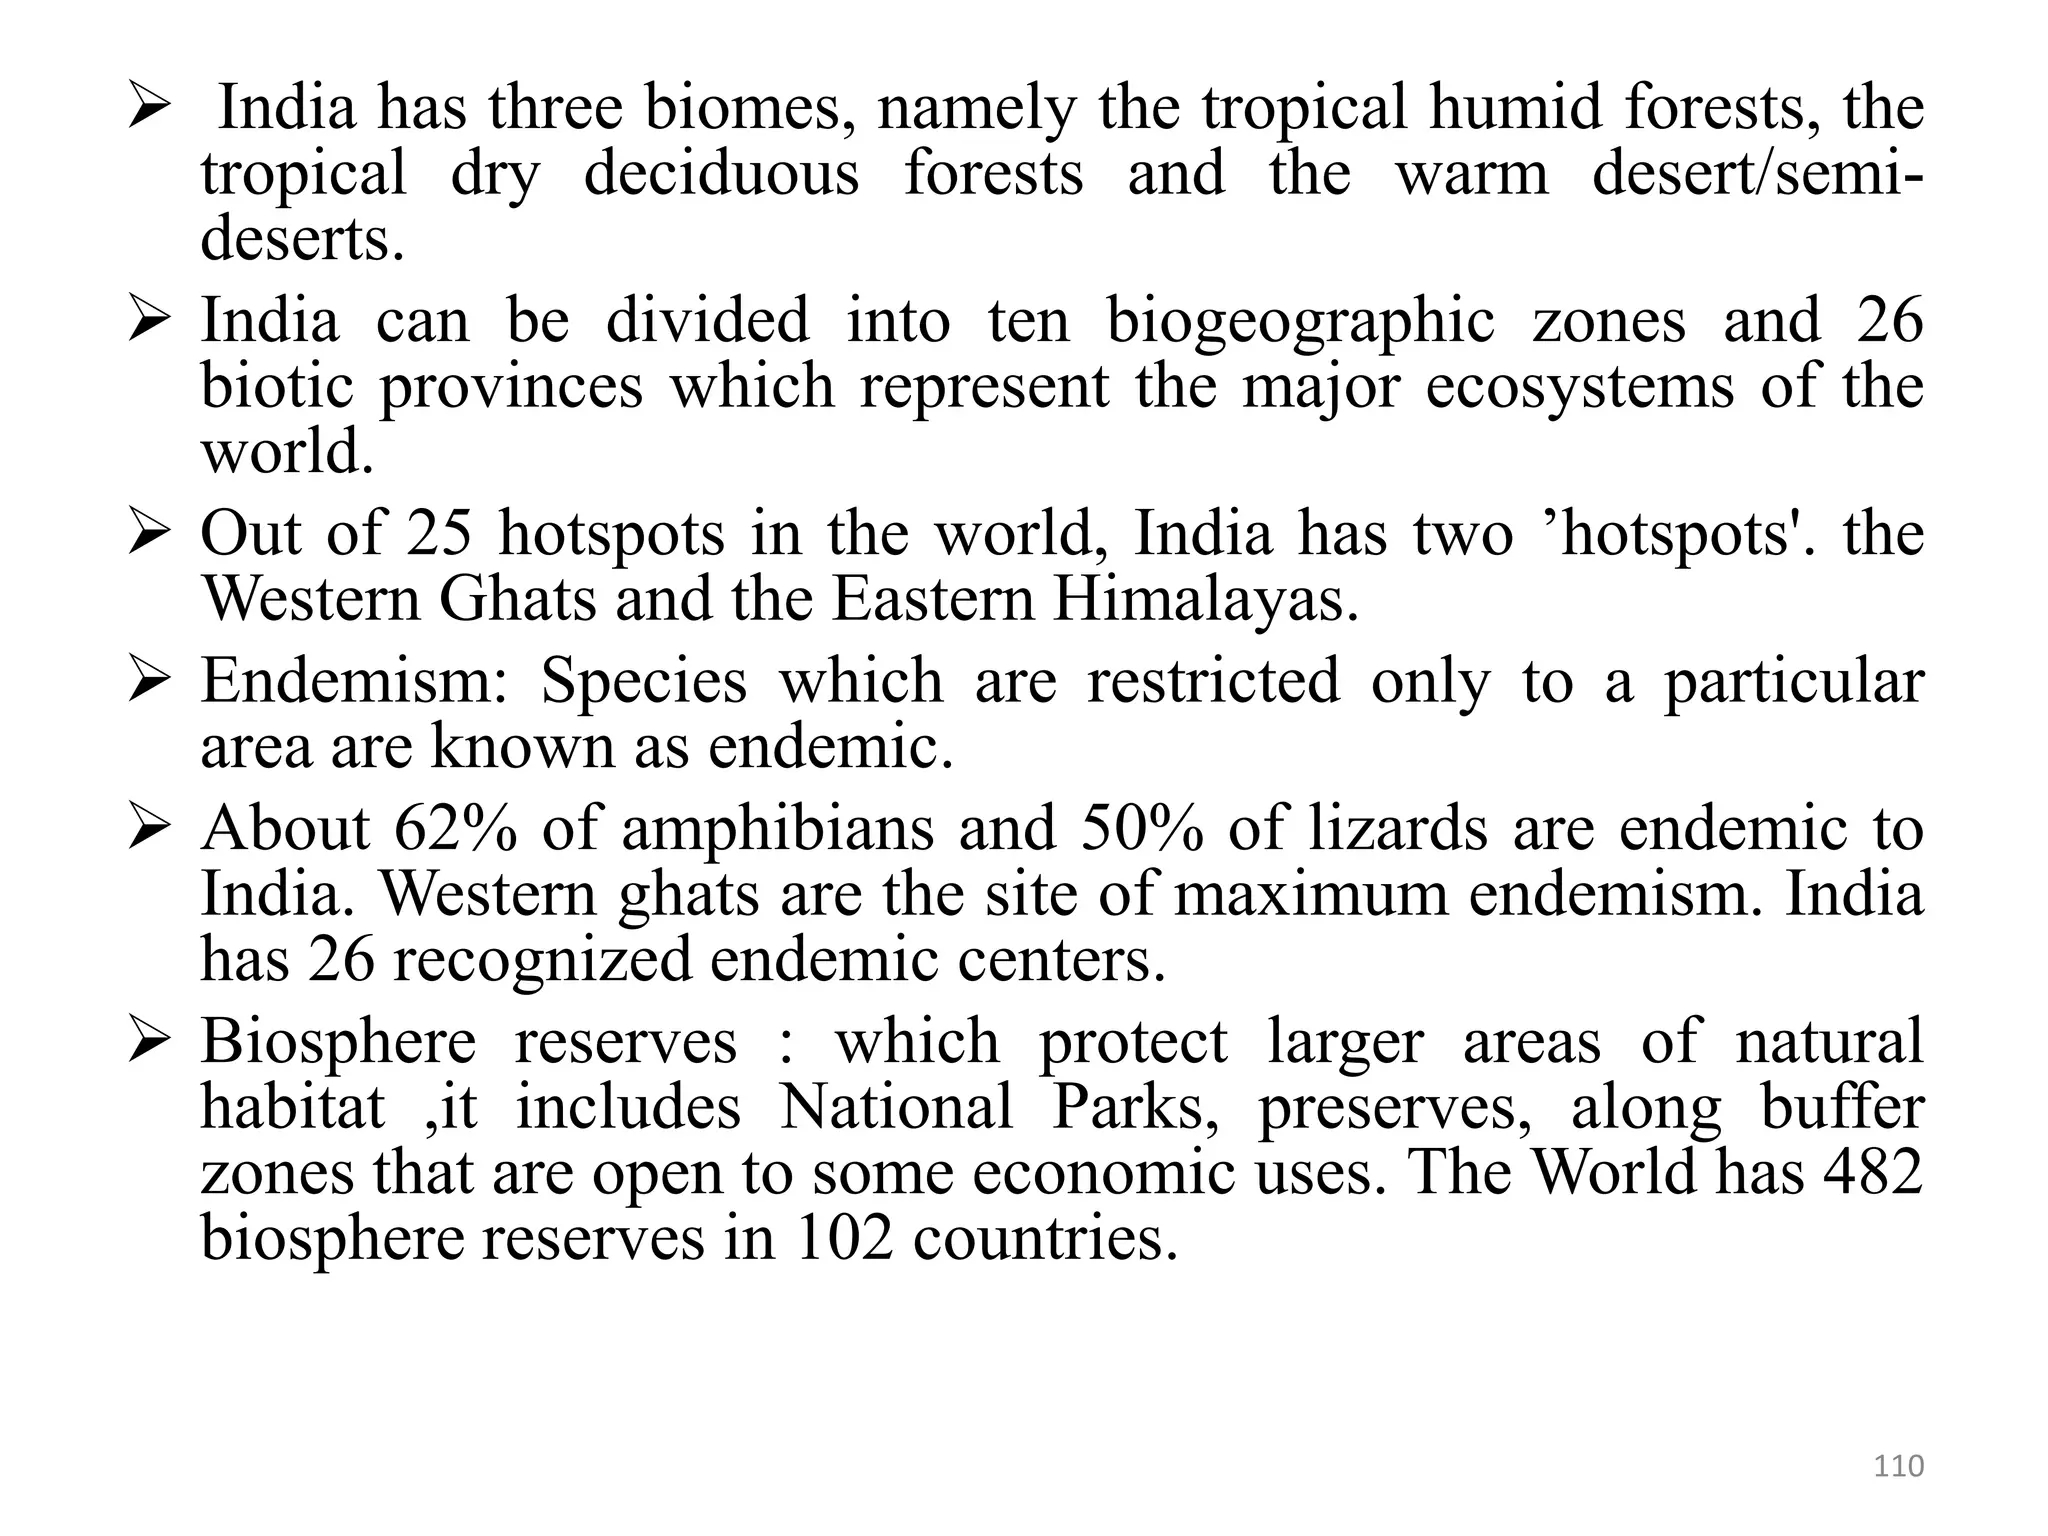 ➢ India has three biomes, namely the tropical humid forests, the
tropical dry deciduous forests and the warm desert/semi-
deserts.
➢ India can be divided into ten biogeographic zones and 26
biotic provinces which represent the major ecosystems of the
world.
➢ Out of 25 hotspots in the world, India has two ’hotspots'. the
Western Ghats and the Eastern Himalayas.
➢ Endemism: Species which are restricted only to a particular
area are known as endemic.
➢ About 62% of amphibians and 50% of lizards are endemic to
India. Western ghats are the site of maximum endemism. India
has 26 recognized endemic centers.
➢ Biosphere reserves : which protect larger areas of natural
habitat ,it includes National Parks, preserves, along buffer
zones that are open to some economic uses. The World has 482
biosphere reserves in 102 countries.
110